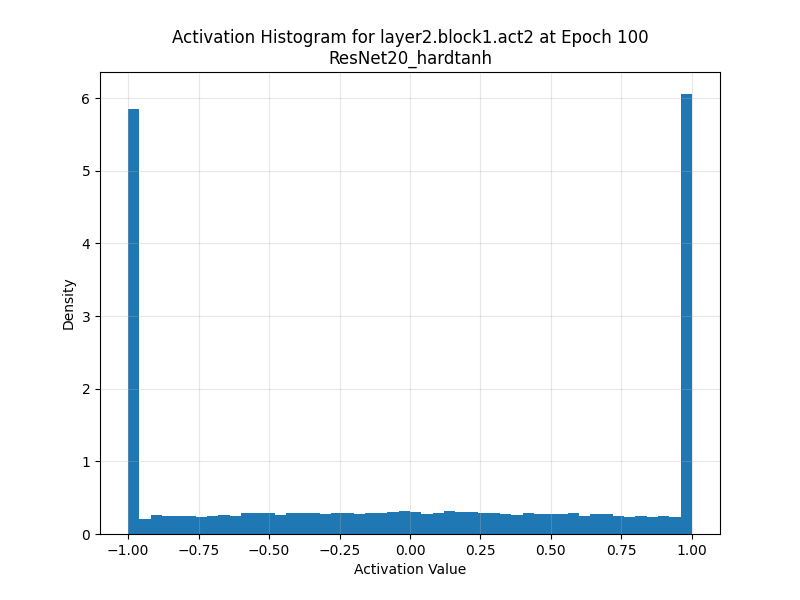 Activation Histogram for layer2.block1.act2 at Epoch 100
ResNet20_hardtanh
Density
6
5
4
3
2
1
0
−1.00 −0.75 −0.50 −0.25 0.00 0.25 0.50 0.75 1.00
Activation Value